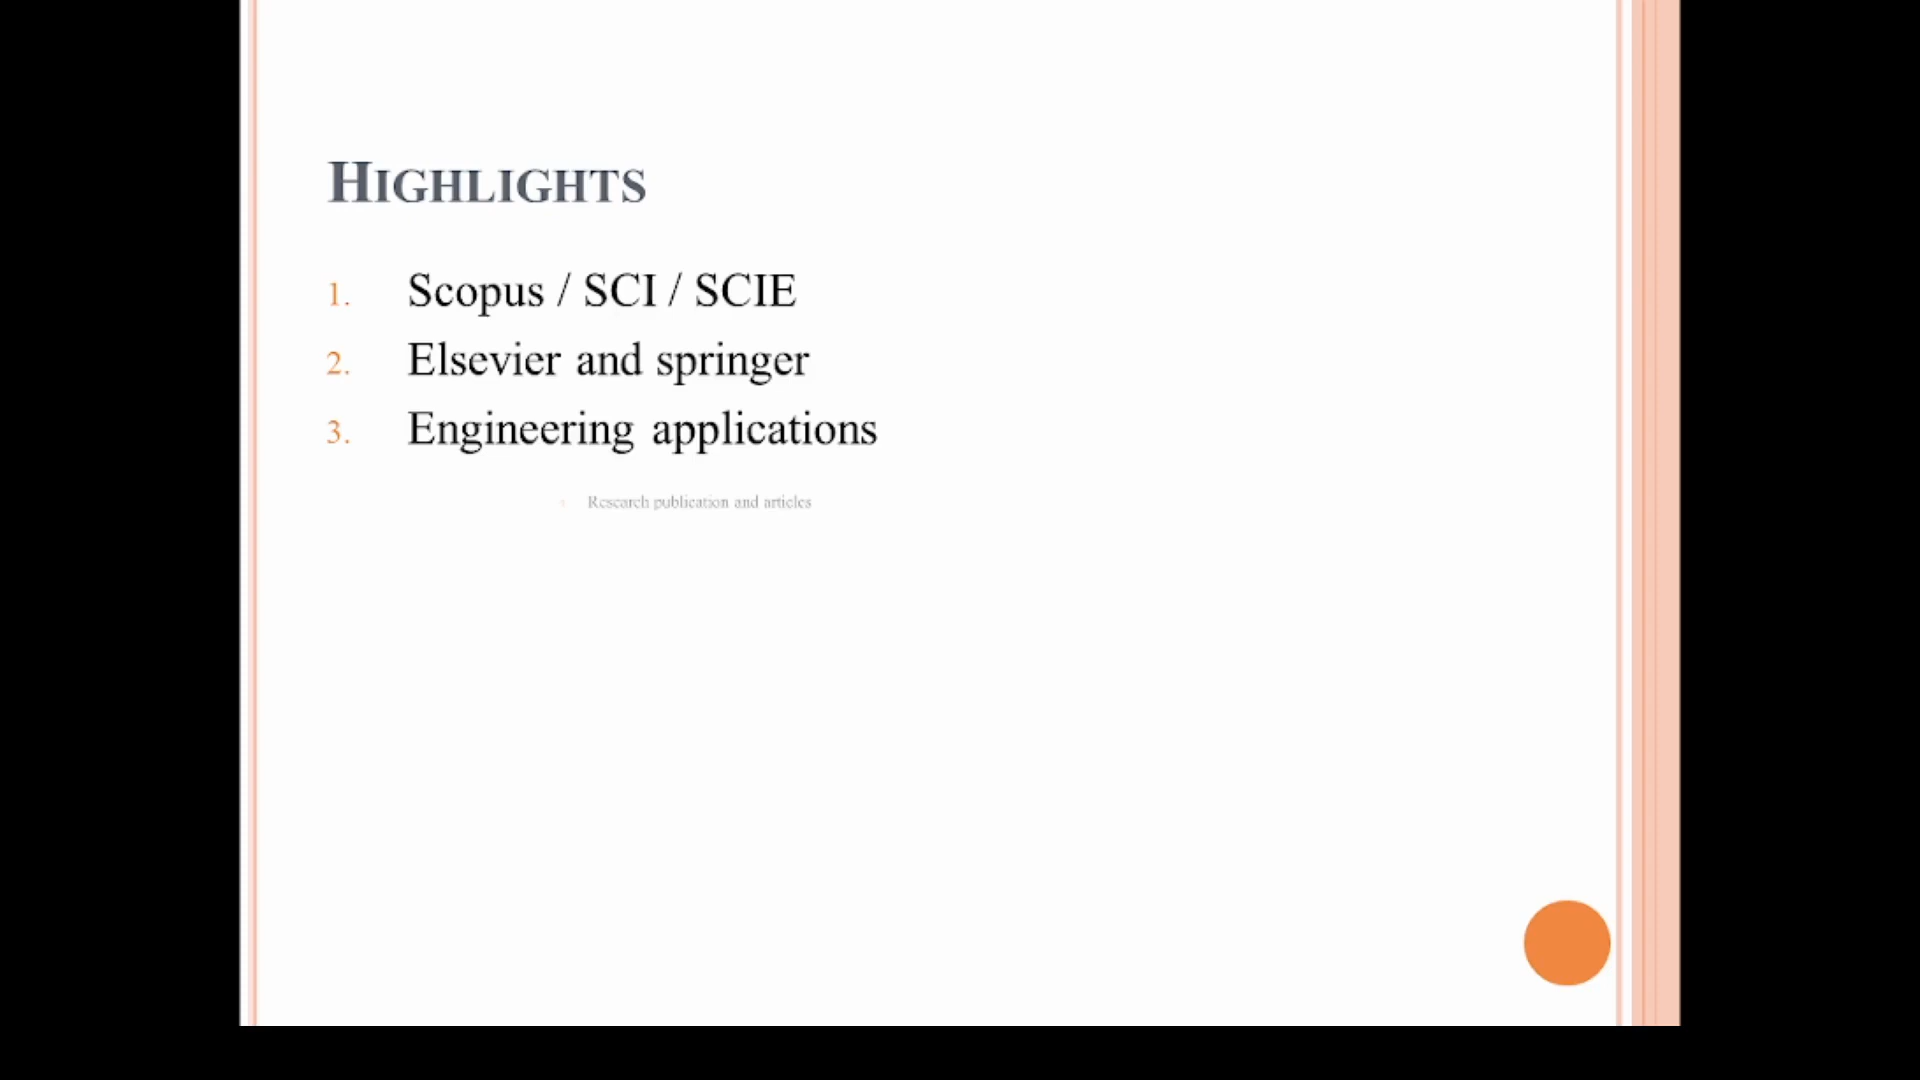 Highlights
1. Scopus / SCI / SCIE
2. Elsevier and springer
3. Engineering applications
Research publication and articles